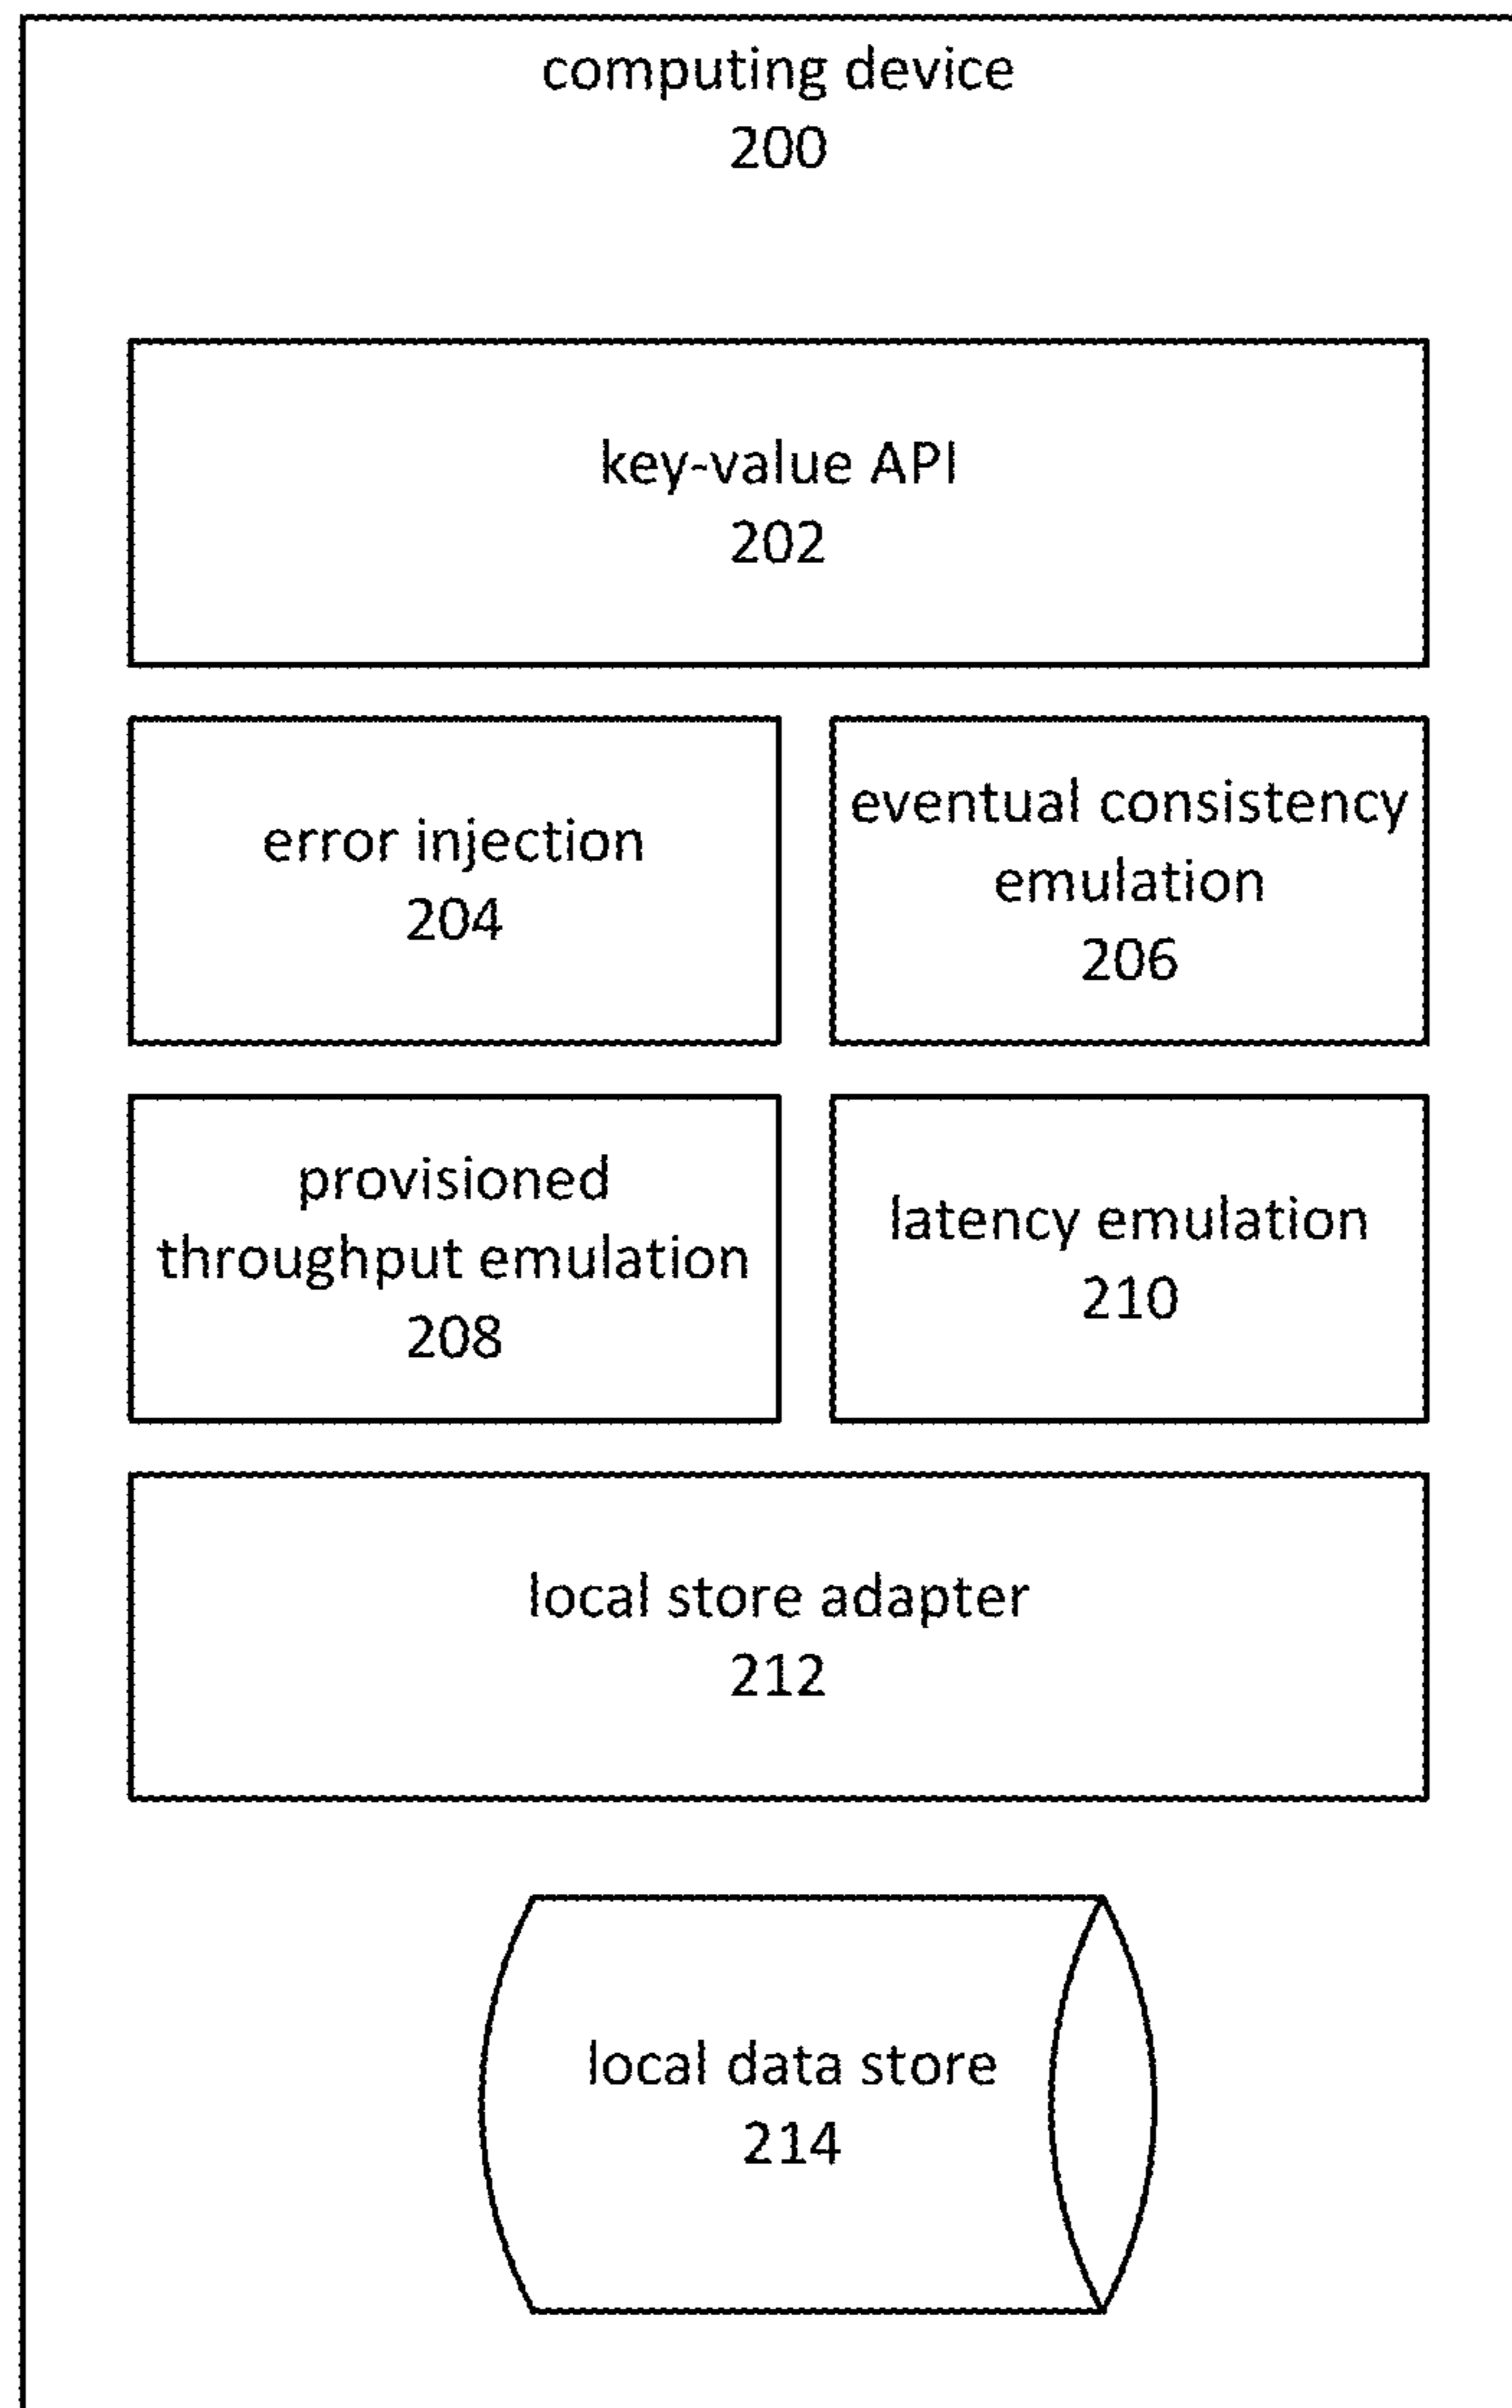 computing device
200
key-value API
202
error injection
204
eventual consistency
emulation
206
provisioned
throughput emulation
208
latency emulation
210
local store adapter
212
local data store
214